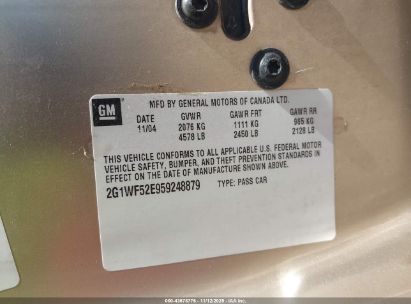 GM
MFD BY GENERAL MOTORS OF CANADA LTD.
DATE GVWR GAWR FRT GAWR RR
11/04 2076 KG 1111 KG 965 KG
4578 LB 2450 LB 2128 LB
THIS VEHICLE CONFORMS TO ALL APPLICABLE U.S. FEDERAL MOTOR
VEHICLE SAFETY, BUMPER, AND THEFT PREVENTION STANDARDS IN
EFFECT ON THE DATE OF MANUFACTURE SHOWN ABOVE.
2G1WF52E959248879 TYPE: PASS CAR